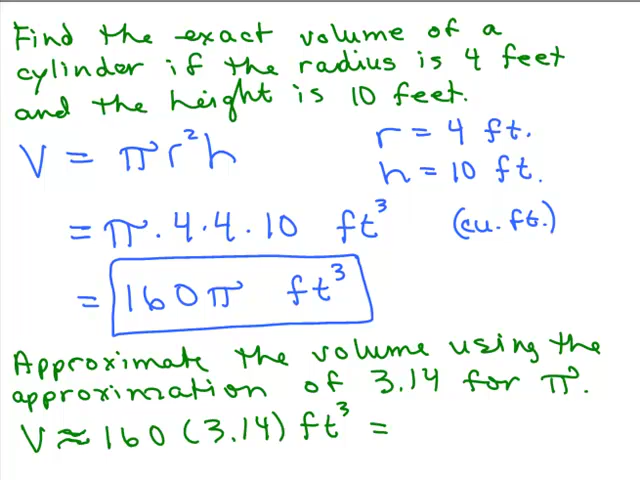 Find the exact volume of a
cylinder if the radius is 4 feet
and the height is 10 feet.
V = πr²h
r = 4 ft.
h = 10 ft.
= π · 4 · 4 · 10 ft³ (cu. ft.)
= 160π ft³
Approximate the volume using the
approximation of 3.14 for π.
V ≈ 160 (3.14) ft³ =